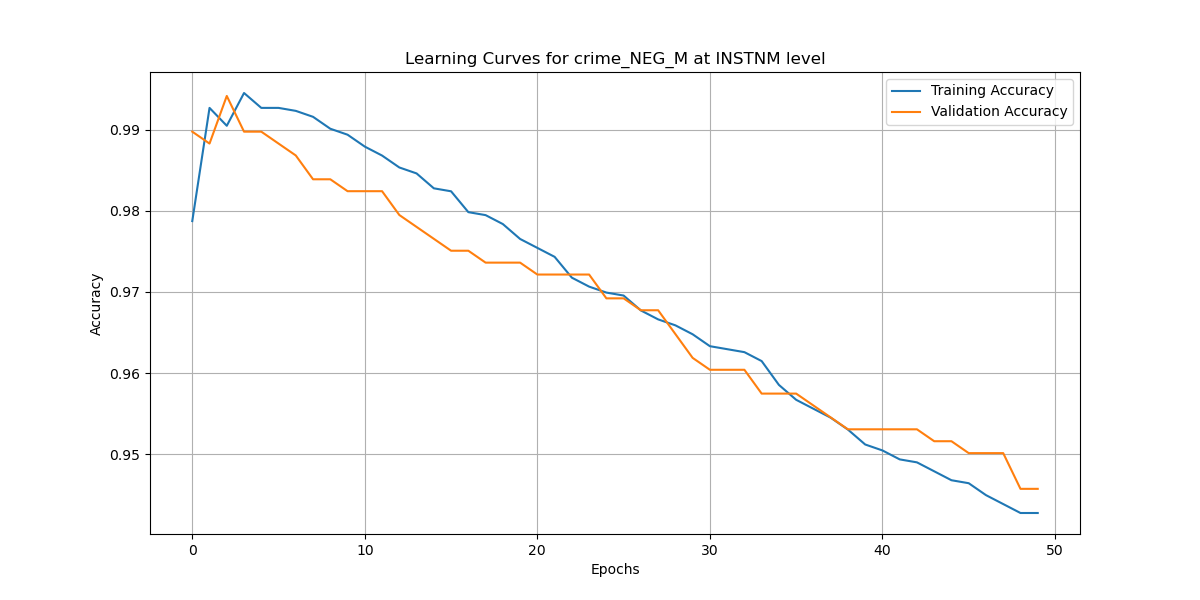 Learning Curves for crime_NEG_M at INSTNM level
Training Accuracy
Validation Accuracy
0.99
0.98
0.97
0.96
0.95
Accuracy
0 10 20 30 40 50
Epochs